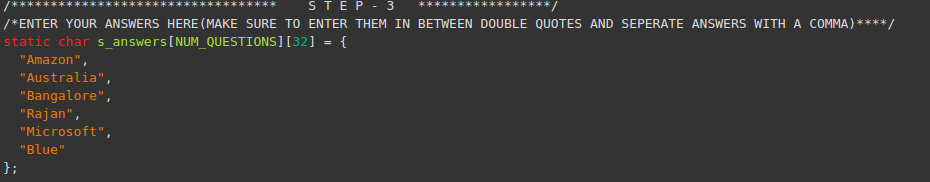 /********************************** S T E P - 3 *****************/
/*ENTER YOUR ANSWERS HERE(MAKE SURE TO ENTER THEM IN BETWEEN DOUBLE QUOTES AND SEPERATE ANSWERS WITH A COMMA)****/
static char s_answers[NUM_QUESTIONS][32] = {
"Amazon",
"Australia",
"Bangalore",
"Rajan",
"Microsoft",
"Blue"
};